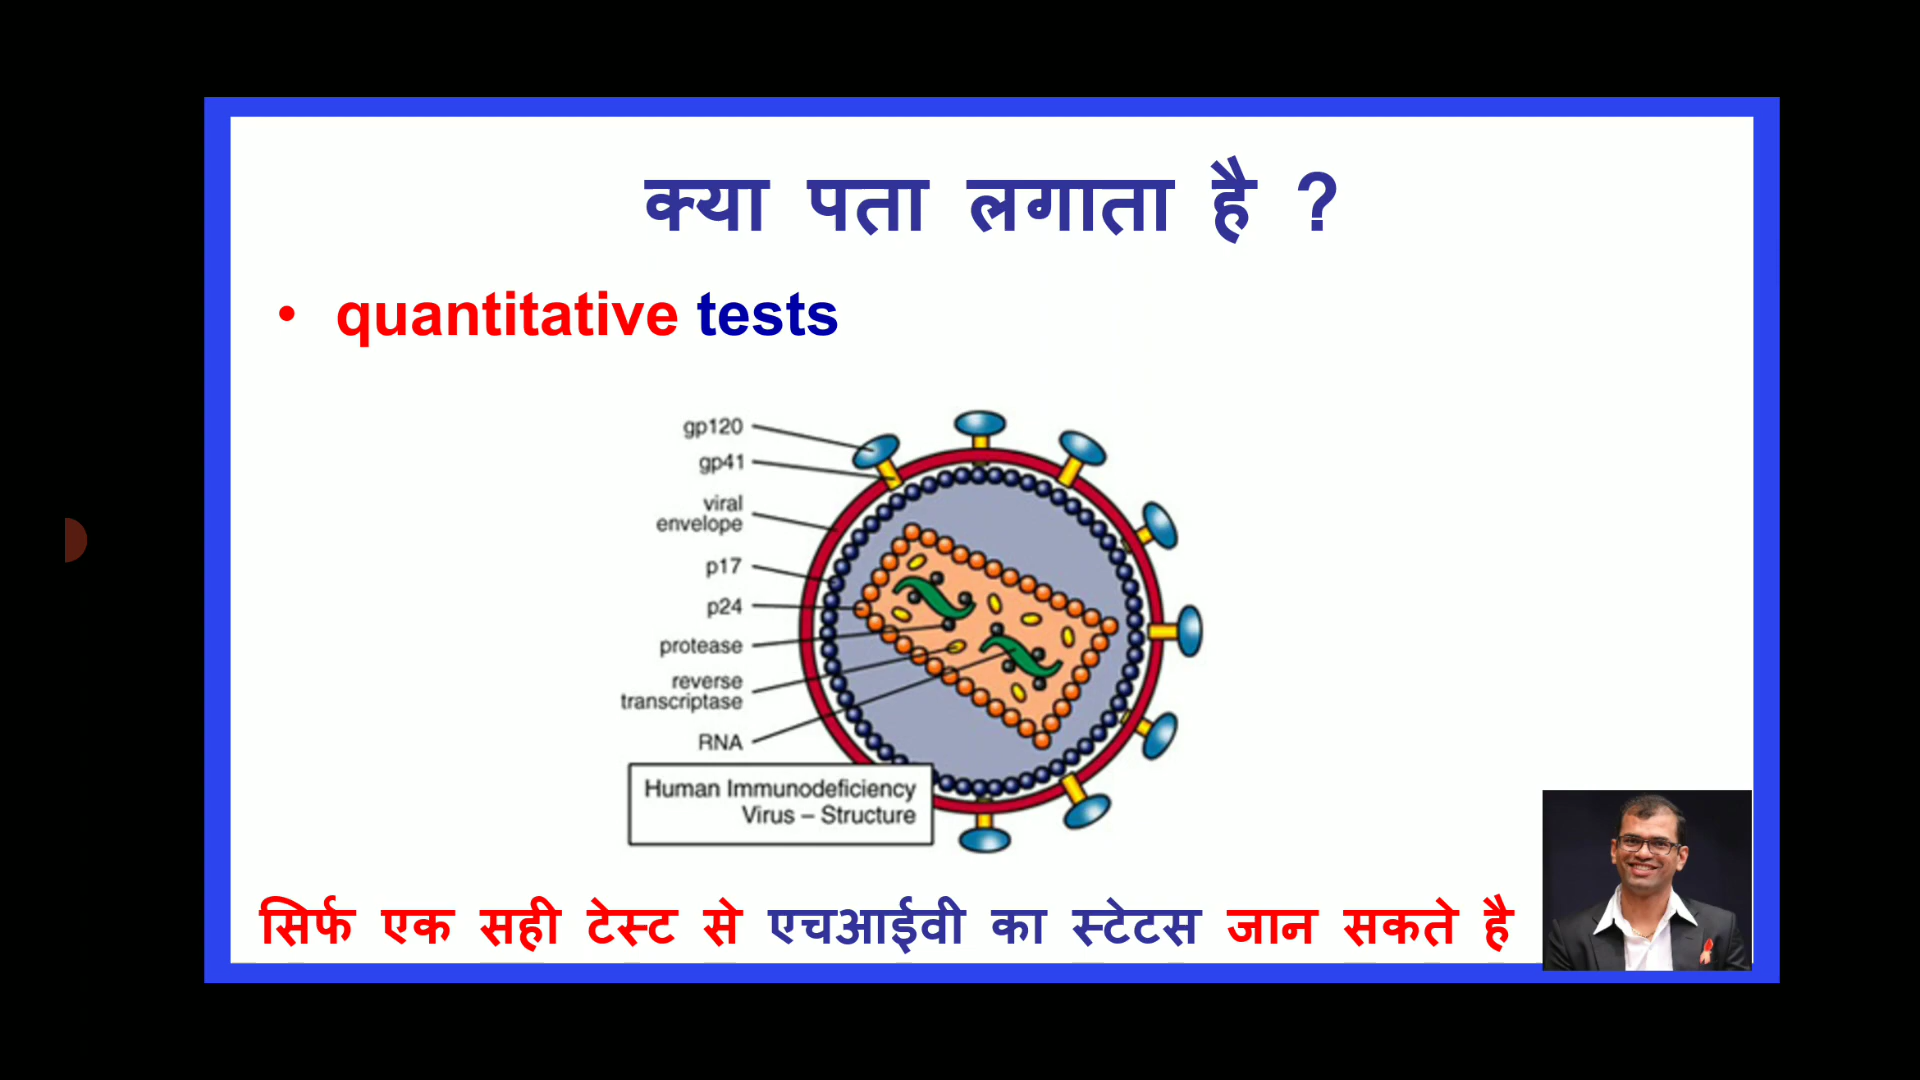 क्या पता लगाता है ?
• quantitative tests
gp120
gp41
viral
envelope
p17
p24
protease
reverse
transcriptase
RNA
Human Immunodeficiency
Virus – Structure
सिर्फ एक सही टेस्ट से एचआईवी का स्टेटस जान सकते है